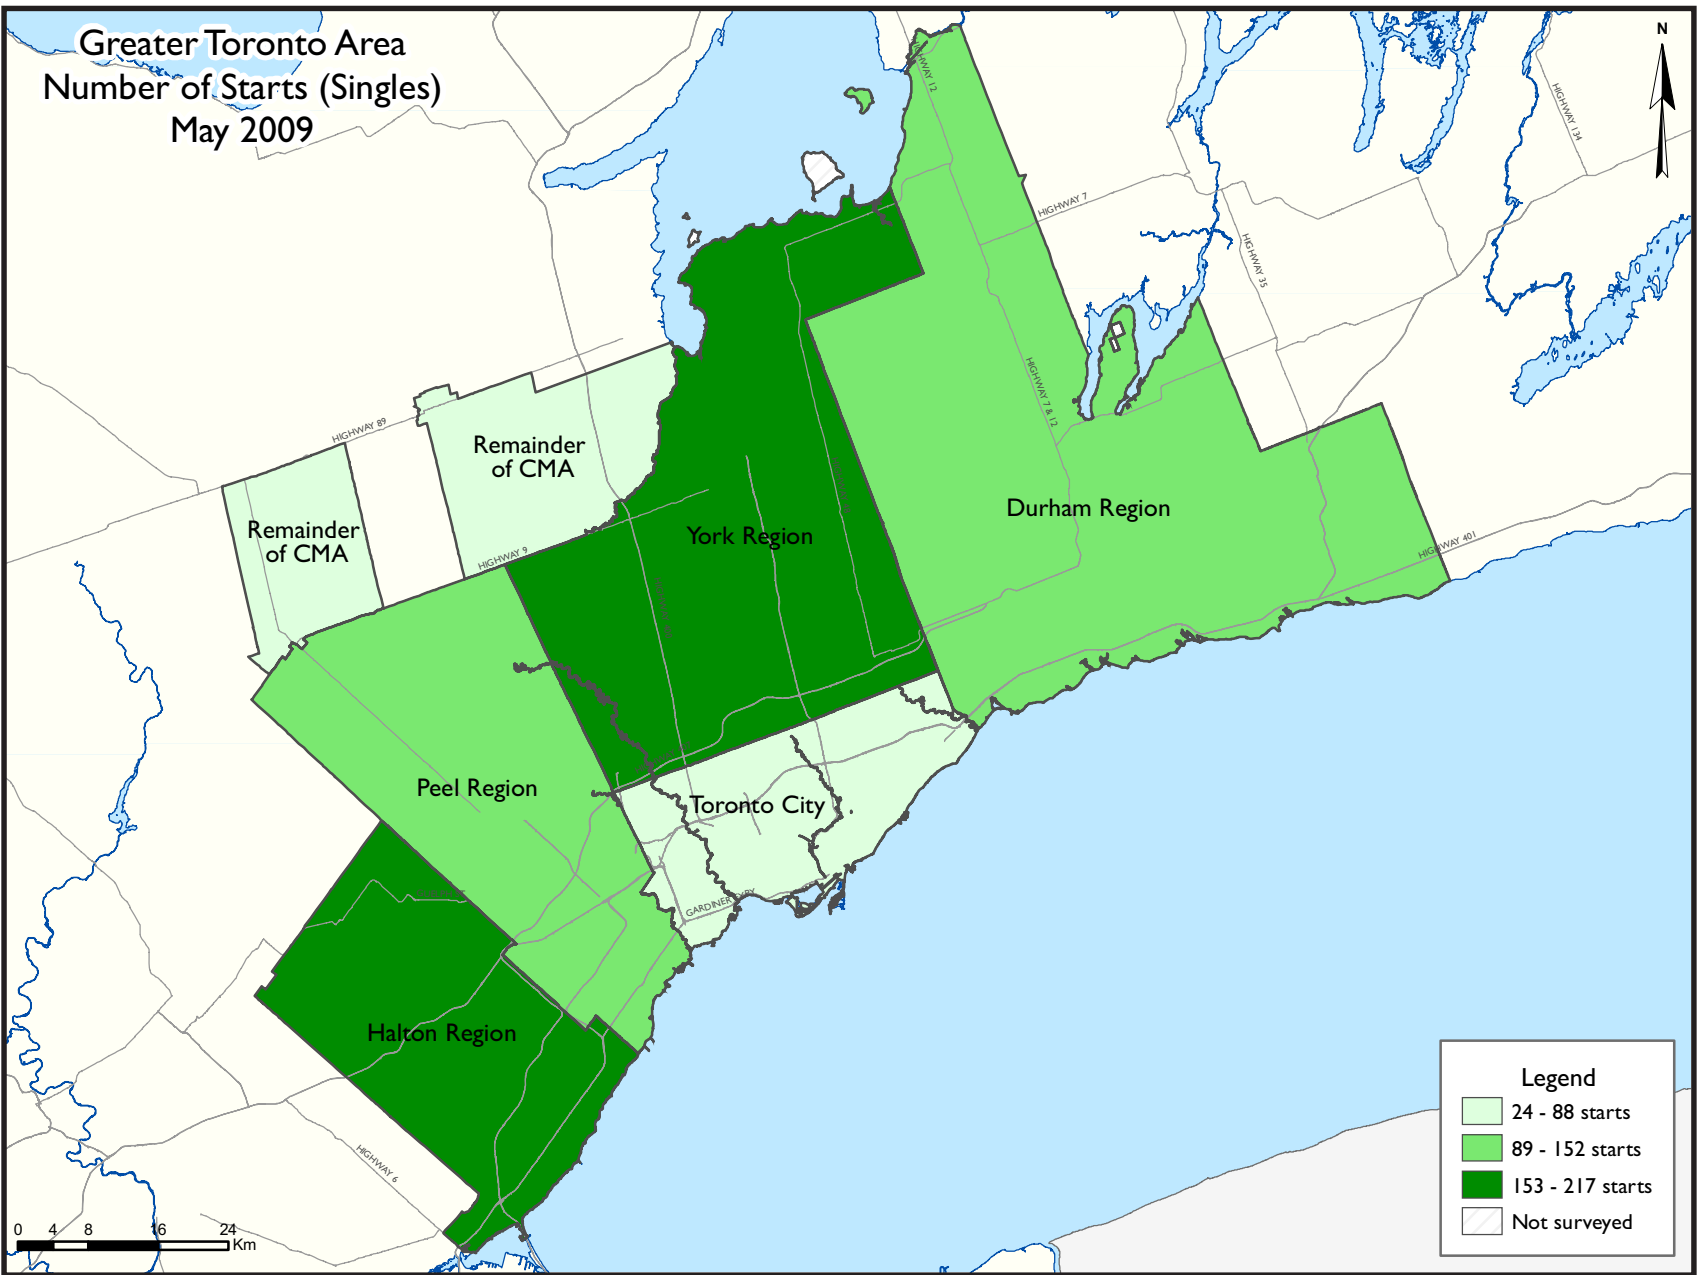 Greater Toronto Area
Number of Starts (Singles)
May 2009
N
HIGHWAY 12
HIGHWAY 134
HIGHWAY 7
HIGHWAY 35
HIGHWAY 7 & 12
HIGHWAY 89
Remainder
of CMA
Remainder
of CMA
HIGHWAY 9
York Region
Durham Region
HIGHWAY 401
Peel Region
Toronto City
GARDINER EXPY
Halton Region
HIGHWAY 6
Legend
24 - 88 starts
89 - 152 starts
153 - 217 starts
Not surveyed
0 4 8 16 24
Km